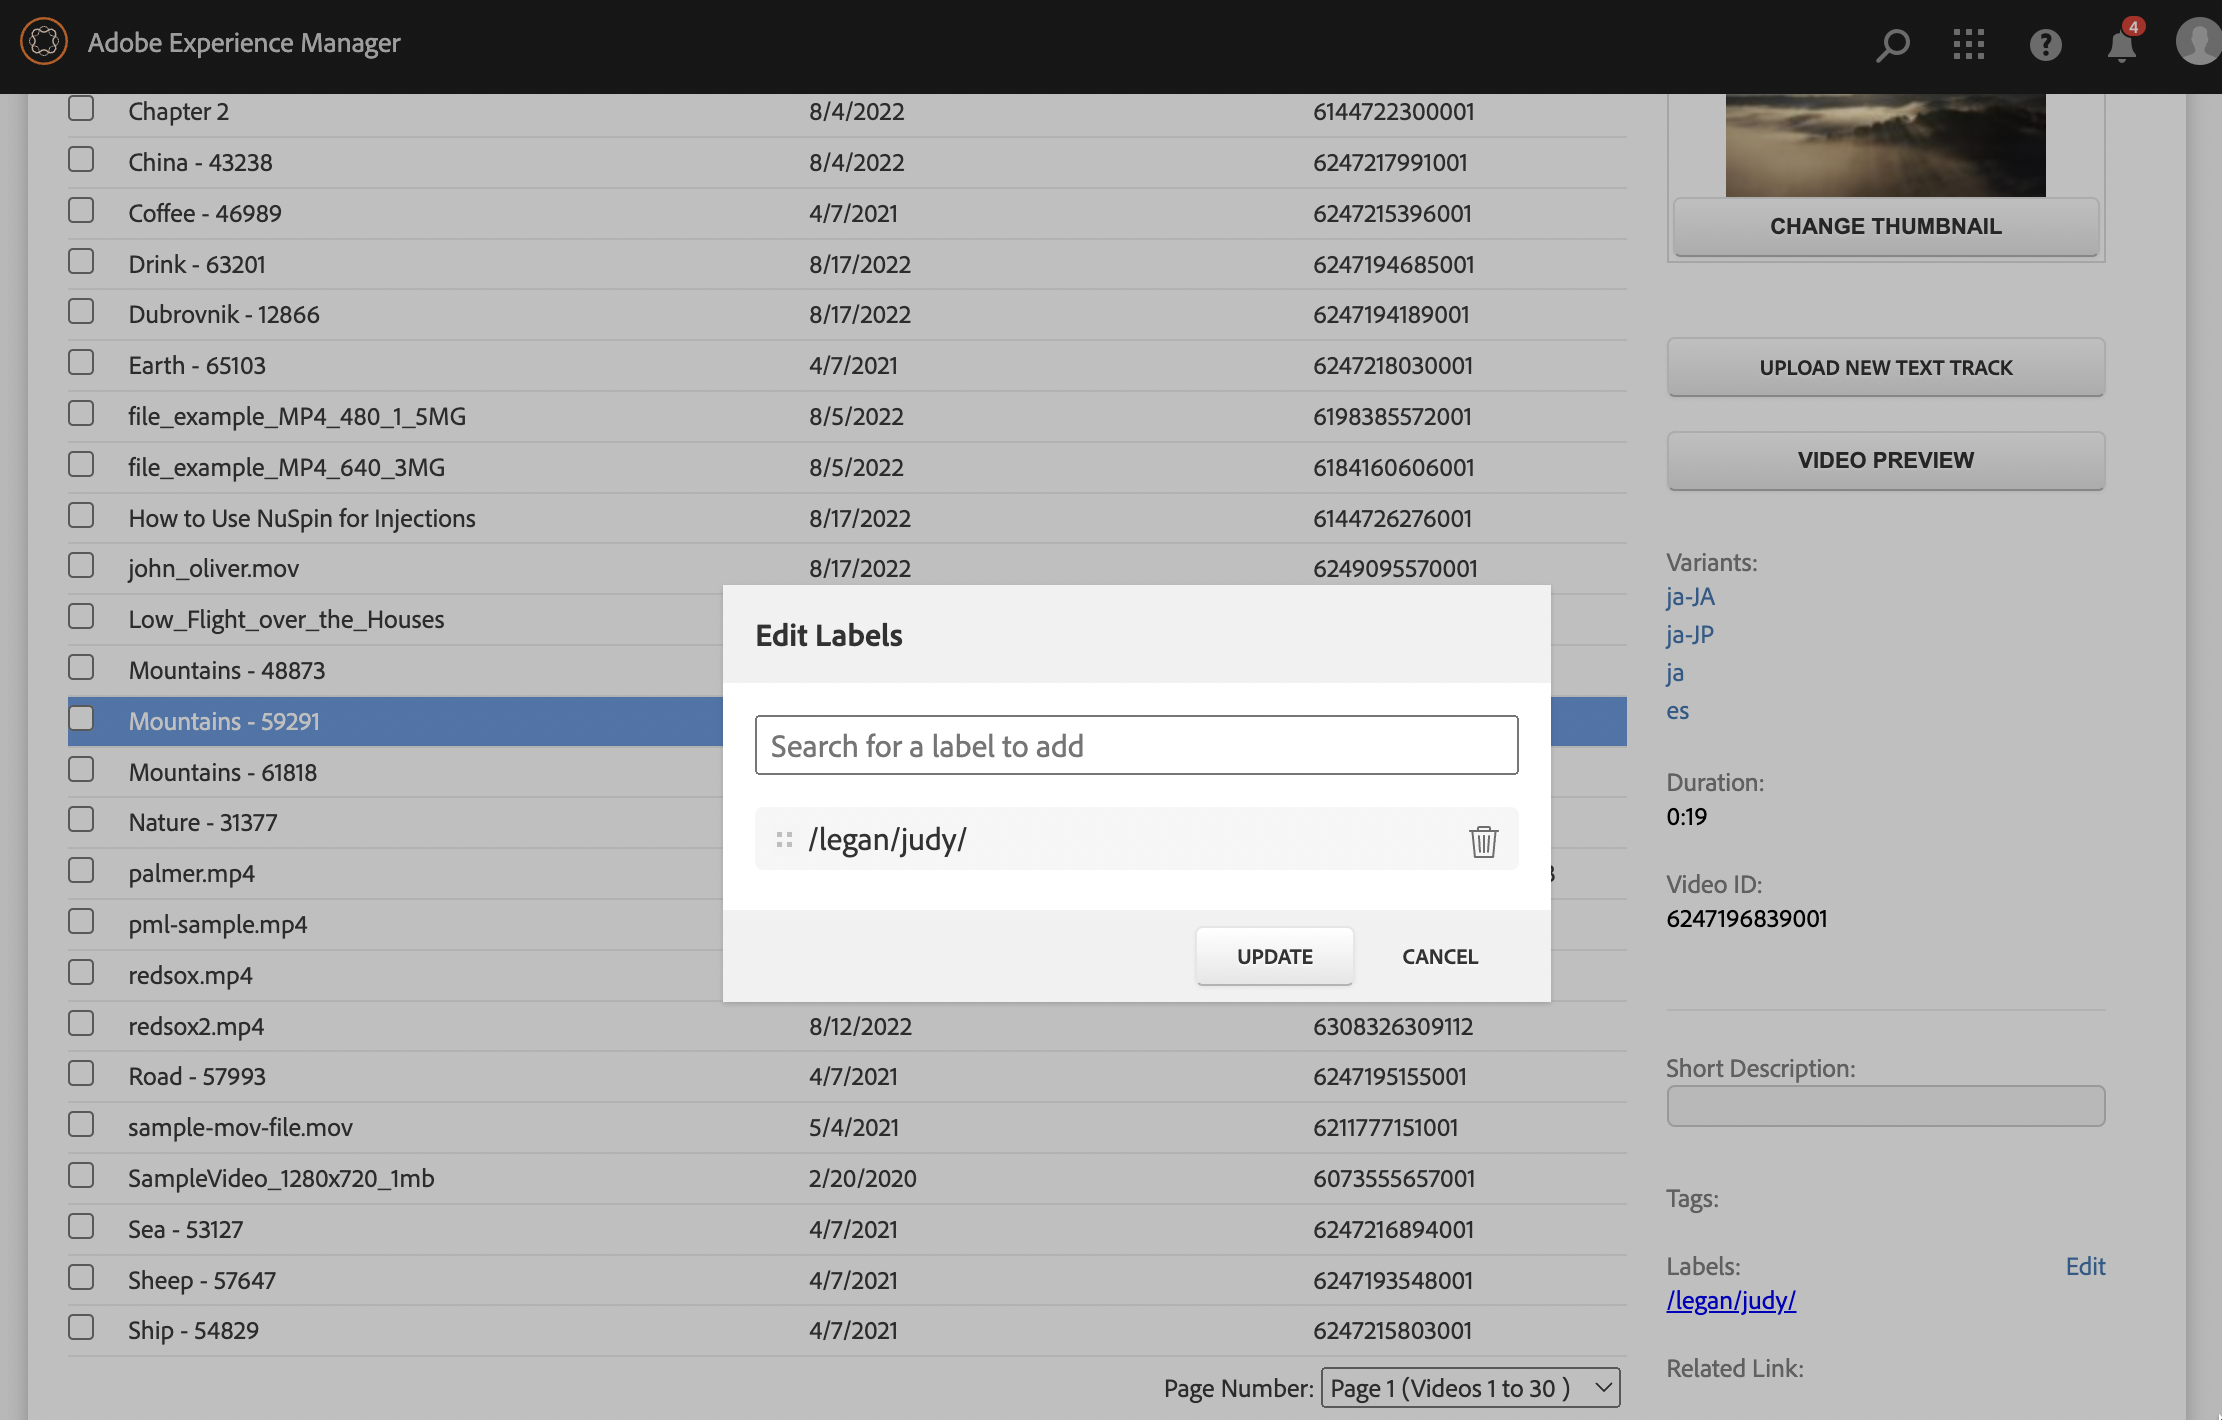 Adobe Experience Manager
4
Chapter 2 8/4/2022 6144722300001
China - 43238 8/4/2022 6247217991001
Coffee - 46989 4/7/2021 6247215396001
Drink - 63201 8/17/2022 6247194685001
Dubrovnik - 12866 8/17/2022 6247194189001
Earth - 65103 4/7/2021 6247218030001
file_example_MP4_480_1_5MG 8/5/2022 6198385572001
file_example_MP4_640_3MG 8/5/2022 6184160606001
How to Use NuSpin for Injections 8/17/2022 6144726276001
john_oliver.mov 8/17/2022 6249095570001
Low_Flight_over_the_Houses
Mountains - 48873
Mountains - 59291
Mountains - 61818
Nature - 31377
palmer.mp4
pml-sample.mp4
redsox.mp4
redsox2.mp4 8/12/2022 6308326309112
Road - 57993 4/7/2021 6247195155001
sample-mov-file.mov 5/4/2021 6211777151001
SampleVideo_1280x720_1mb 2/20/2020 6073555657001
Sea - 53127 4/7/2021 6247216894001
Sheep - 57647 4/7/2021 6247193548001
Ship - 54829 4/7/2021 6247215803001
Page Number: Page 1 (Videos 1 to 30 )
Edit Labels
Search for a label to add
/legan/judy/
UPDATE CANCEL
CHANGE THUMBNAIL
UPLOAD NEW TEXT TRACK
VIDEO PREVIEW
Variants:
ja-JA
ja-JP
ja
es
Duration:
0:19
Video ID:
6247196839001
Short Description:
Tags:
Labels: Edit
/legan/judy/
Related Link: